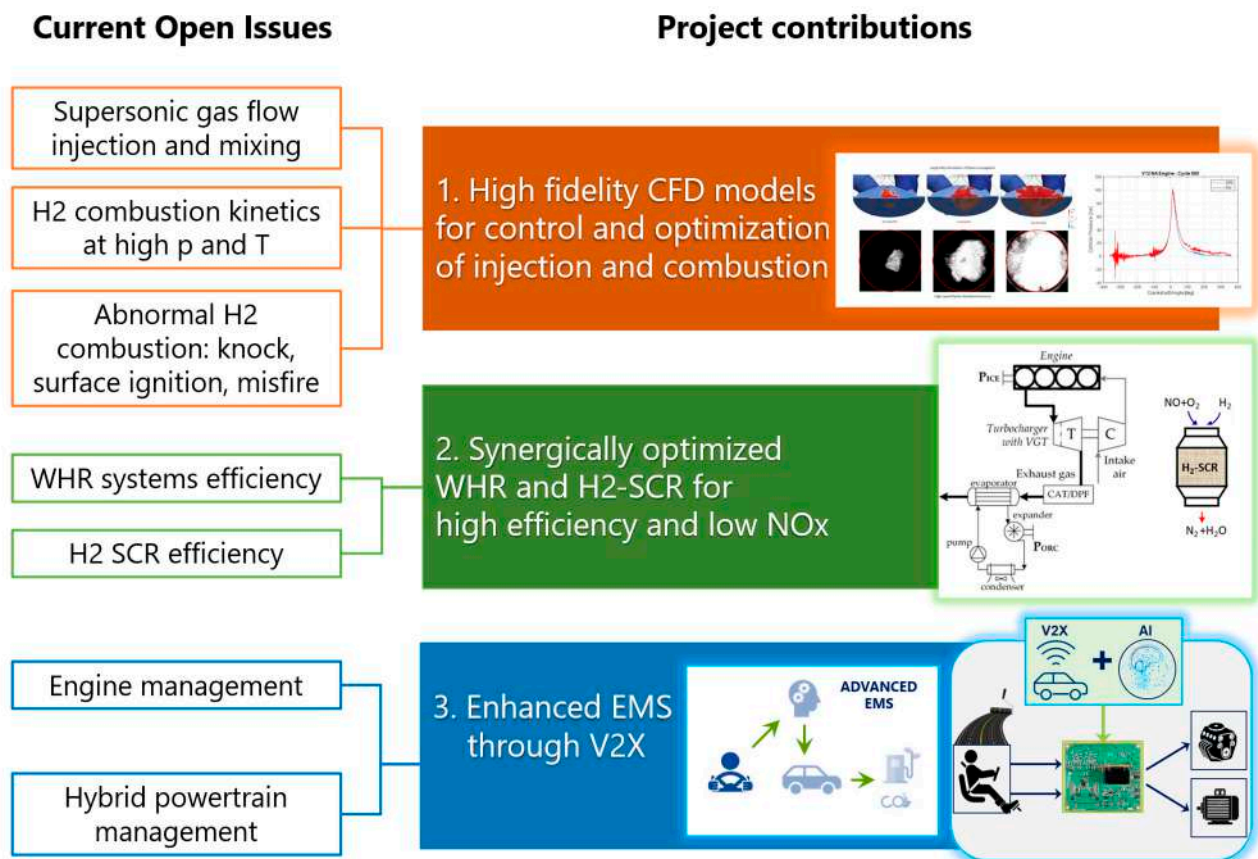 Current Open Issues
Project contributions
Supersonic gas flow
injection and mixing
H2 combustion kinetics
at high p and T
Abnormal H2
combustion: knock,
surface ignition, misfire
WHR systems efficiency
H2 SCR efficiency
Engine management
Hybrid powertrain
management
1. High fidelity CFD models
for control and optimization
of injection and combustion
2. Synergically optimized
WHR and H2-SCR for
high efficiency and low NOx
Engine
PICE
Turbocharger
with VGT
T
C
Exhaust gas
Intake
air
evaporator
CAT/DPF
expander
pump
PORC
condenser
NO+O2
H2
H2-SCR
N2+H2O
3. Enhanced EMS
through V2X
ADVANCED
EMS
CO2
V2X
+
AI
I